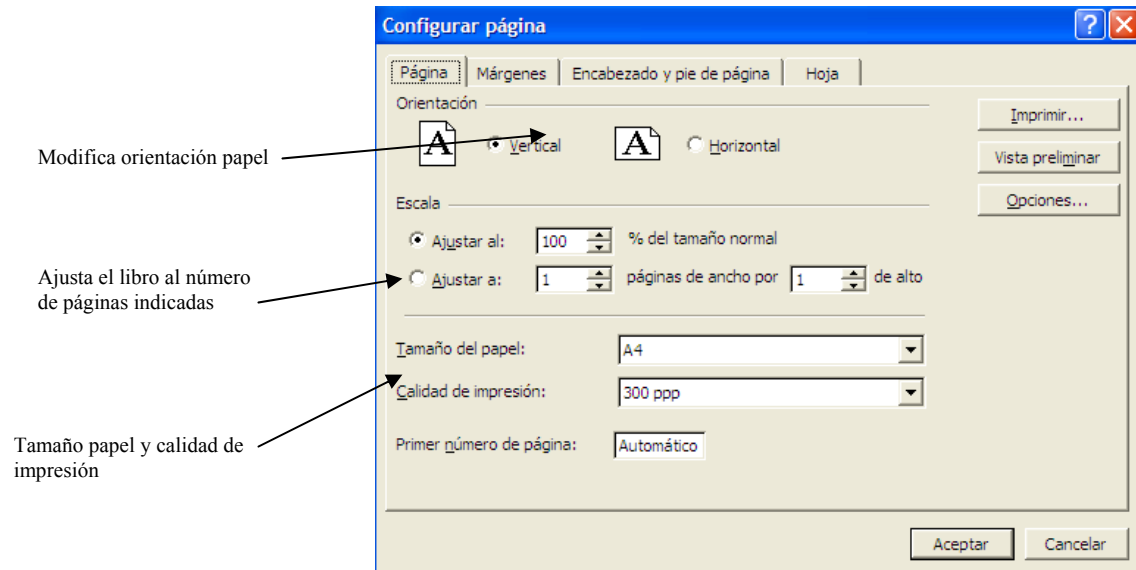 Configurar página
Página Márgenes Encabezado y pie de página Hoja
Orientación
A Vertical A Horizontal
Imprimir...
Vista preliminar
Opciones...
Modifica orientación papel
Escala
Ajustar al: 100 % del tamaño normal
Ajustar a: 1 páginas de ancho por 1 de alto
Ajusta el libro al número
de páginas indicadas
Tamaño del papel: A4
Calidad de impresión: 300 ppp
Primer número de página: Automático
Tamaño papel y calidad de
impresión
Aceptar Cancelar